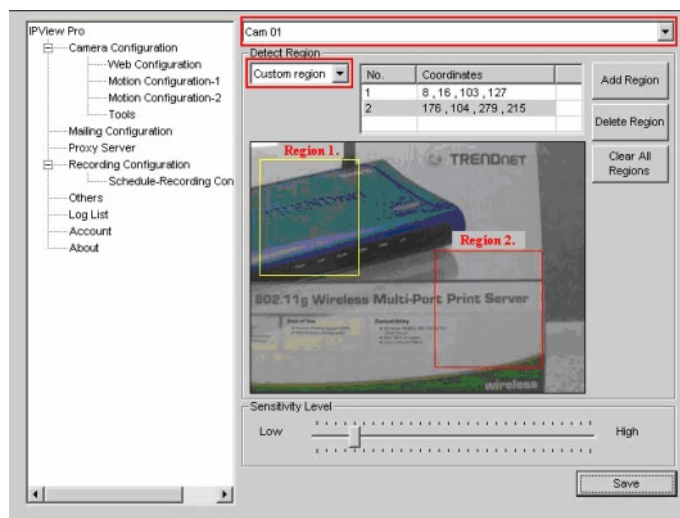 IPView Pro
Camera Configuration
Web Configuration
Motion Configuration-1
Motion Configuration-2
Tools
Mailing Configuration
Proxy Server
Recording Configuration
Schedule-Recording Con
Others
Log List
Account
About
Cam 01
Detect Region
Custom region
No. Coordinates
1 8 , 16 , 103 , 127
2 176 , 104 , 279 , 215
Add Region
Delete Region
Clear All
Regions
Region 1.
TRENDNET
Region 2.
802.11g Wireless Multi-Port Print Server
Compatibility
wireless
Sensitivity Level
Low
High
Save